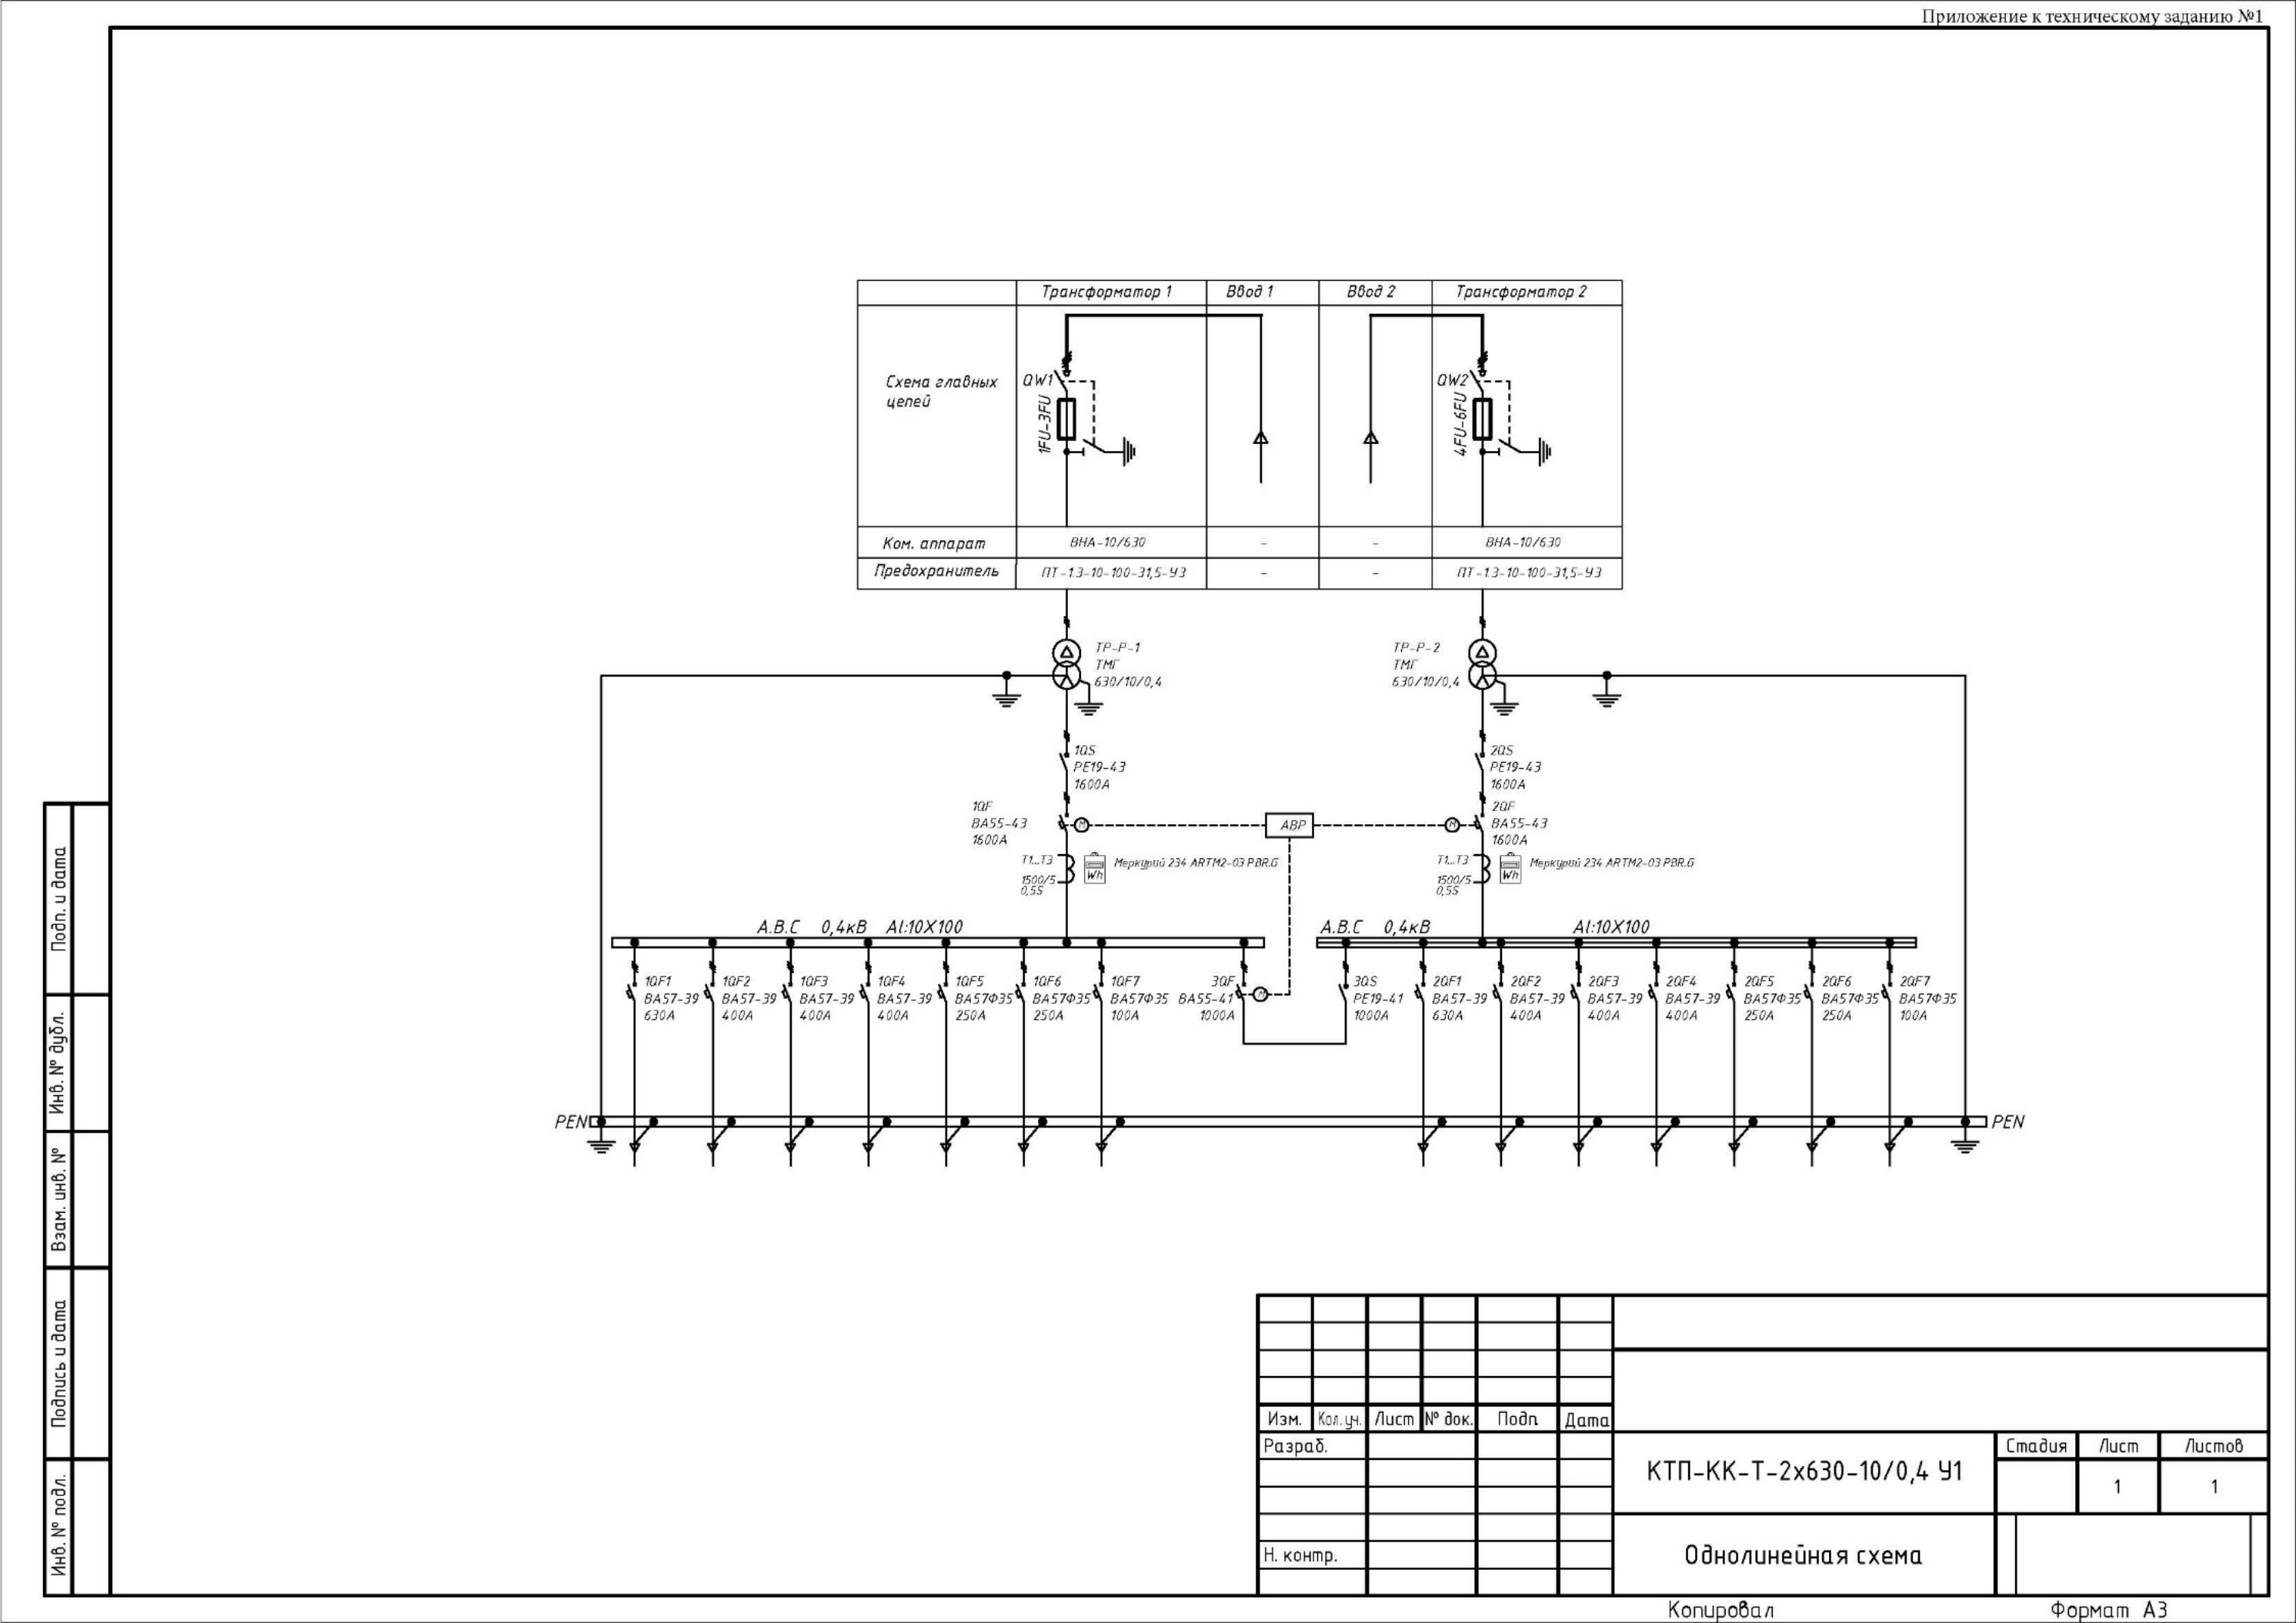 Приложение к техническому заданию №1
Трансформатор 1 Ввод 1 Ввод 2 Трансформатор 2
Схема главных
цепей
QW1
1FU-3FU
QW2
4FU-6FU
Ком. аппарат ВНА-10/630 - - ВНА-10/630
Предохранитель ПТ-1.3-10-100-31,5-У3 - - ПТ-1.3-10-100-31,5-У3
ТР-Р-1
ТМГ
630/10/0,4
ТР-Р-2
ТМГ
630/10/0,4
1QS
РЕ19-43
1600А
2QS
РЕ19-43
1600А
1QF
ВА55-43
1600А
М
АВР
М
2QF
ВА55-43
1600А
Т1...Т3
1500/5
0,5S
Wh
Меркурий 234 ARTM2-03 PBR.G
Т1...Т3
1500/5
0,5S
Wh
Меркурий 234 ARTM2-03 PBR.G
А.В.С 0,4кВ Al:10X100
А.В.С 0,4кВ Al:10X100
1QF1
ВА57-39
630А
1QF2
ВА57-39
400А
1QF3
ВА57-39
400А
1QF4
ВА57-39
400А
1QF5
ВА57Ф35
250А
1QF6
ВА57Ф35
250А
1QF7
ВА57Ф35
100А
3QF
ВА55-41
1000А
М
3QS
РЕ19-41
1000А
2QF1
ВА57-39
630А
2QF2
ВА57-39
400А
2QF3
ВА57-39
400А
2QF4
ВА57-39
400А
2QF5
ВА57Ф35
250А
2QF6
ВА57Ф35
250А
2QF7
ВА57Ф35
100А
PEN
PEN
Подп. и дата
Инв. № дубл.
Взам. инв. №
Подпись и дата
Инв. № подл.
Изм. Кол.уч. Лист № док. Подп. Дата
Разраб.
Н. контр.
КТП-КК-Т-2х630-10/0,4 У1
Стадия Лист Листов
1 1
Однолинейная схема
Копировал
Формат А3